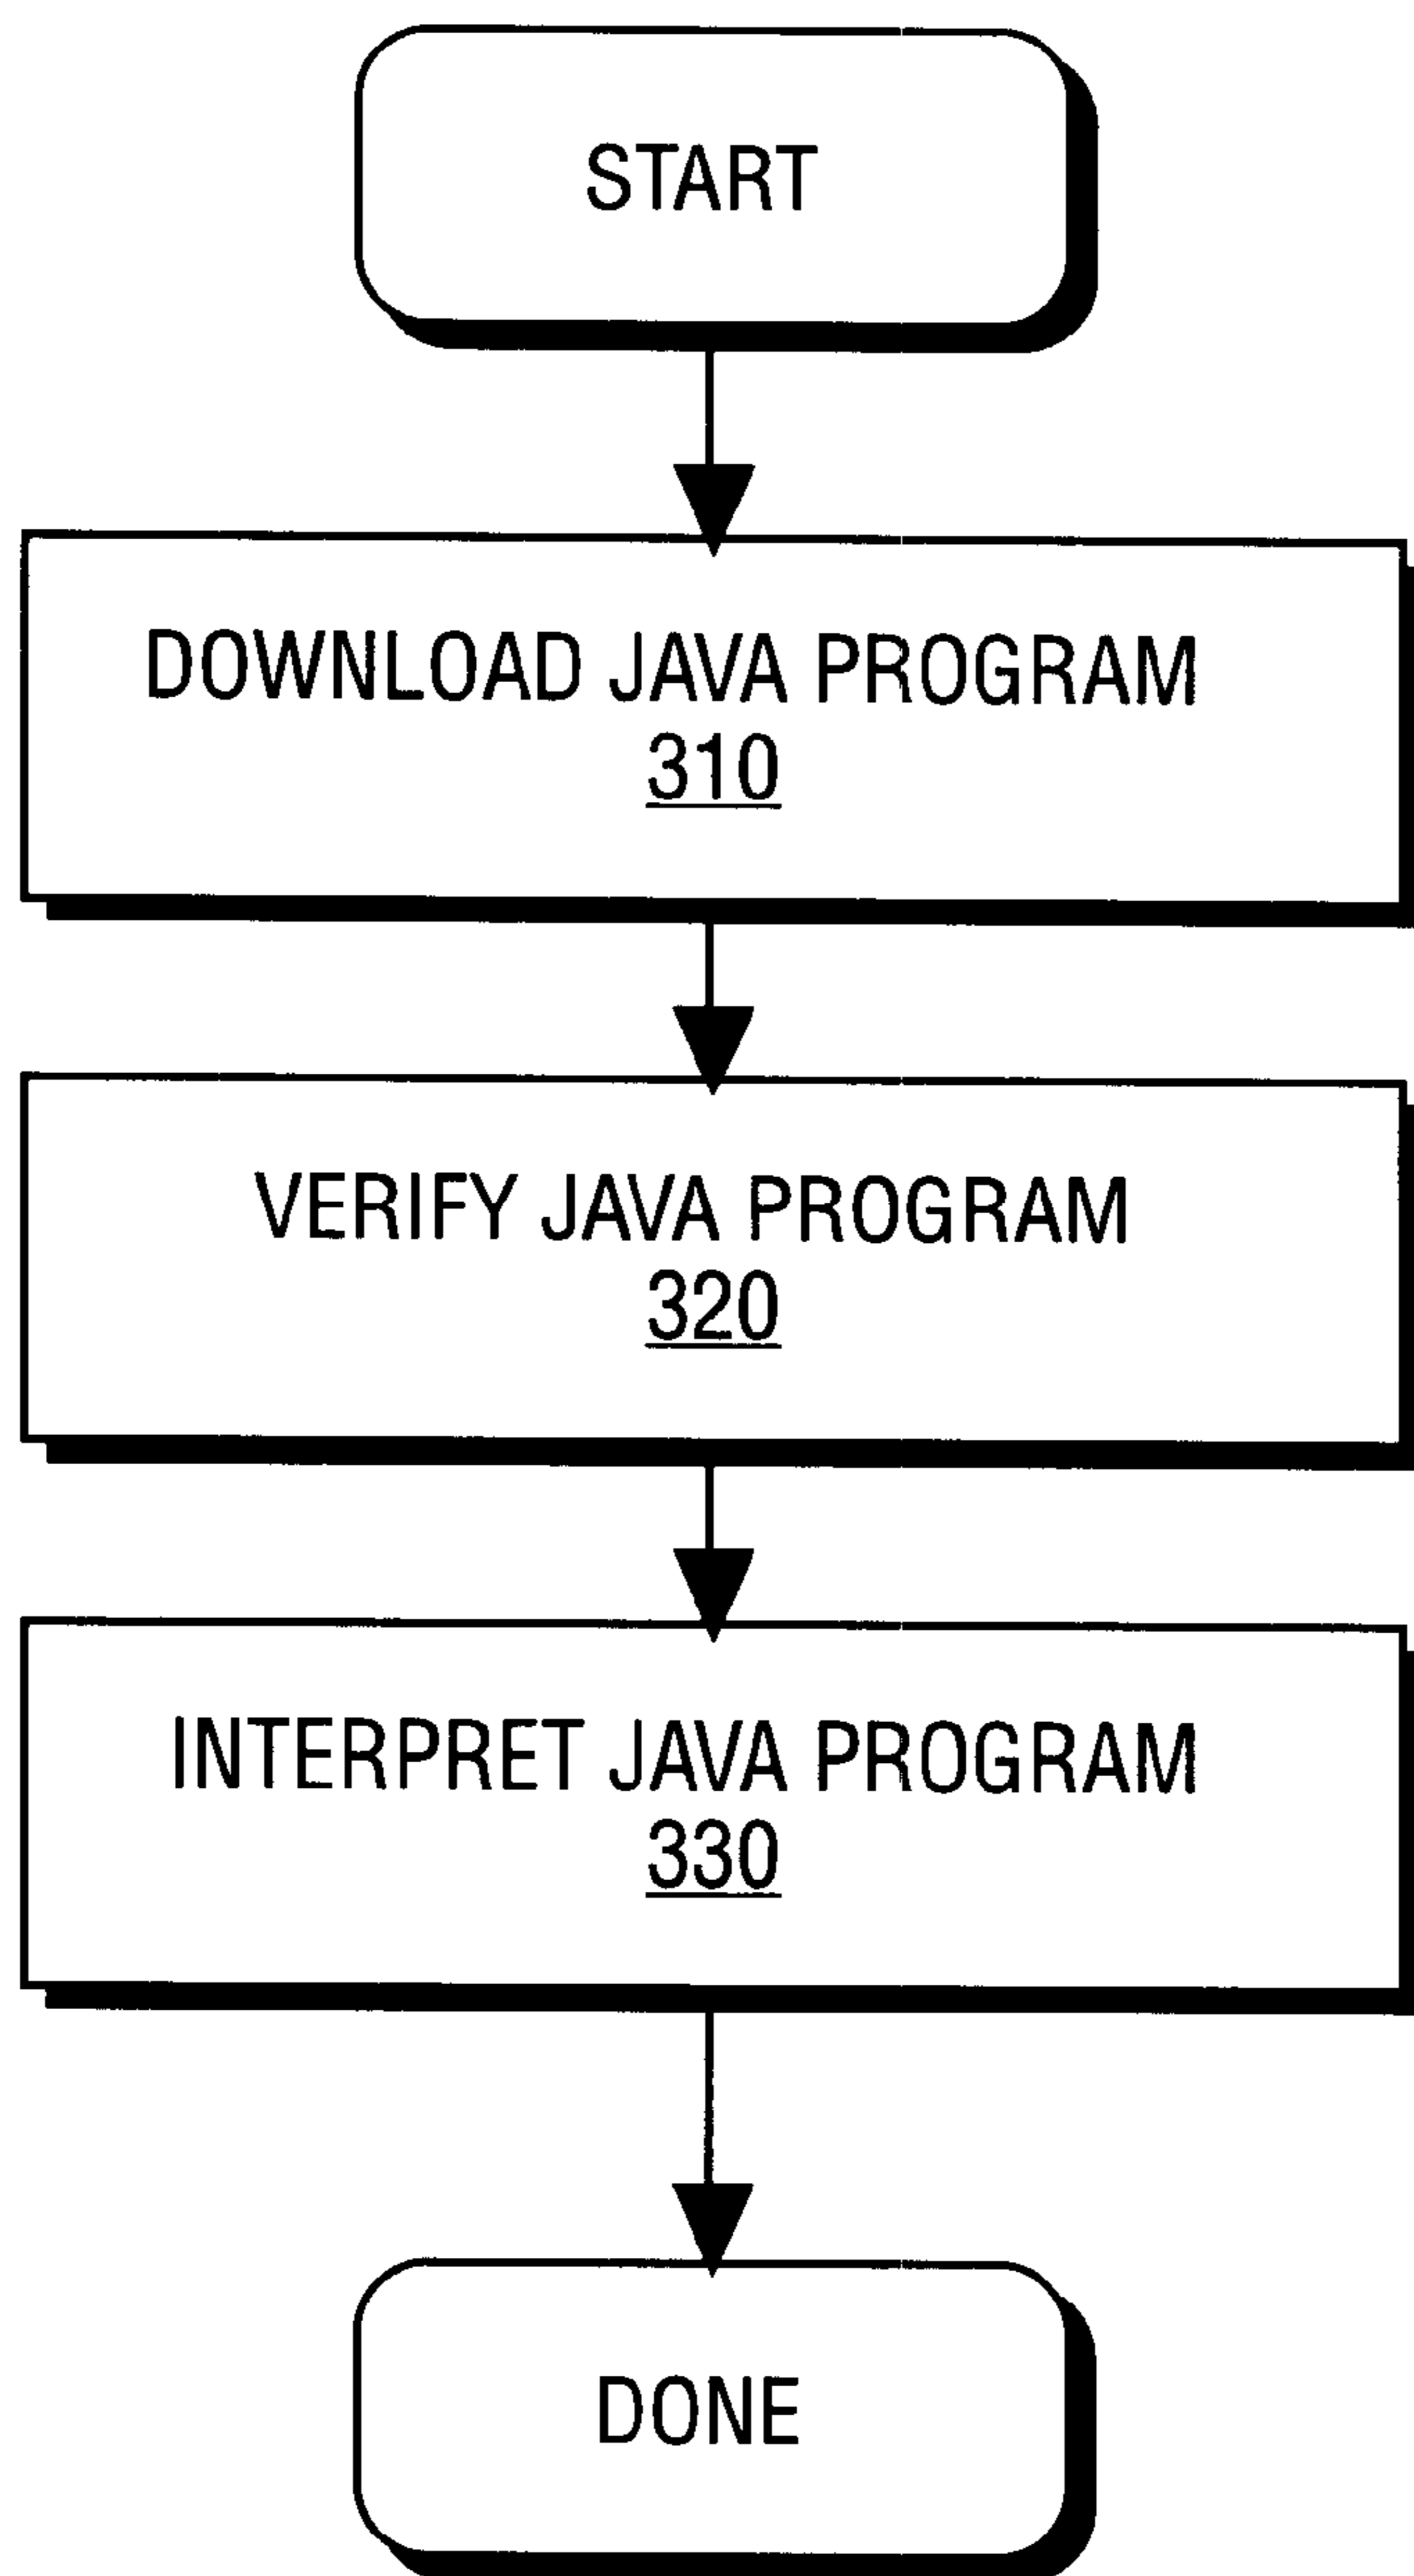 START
DOWNLOAD JAVA PROGRAM
310
VERIFY JAVA PROGRAM
320
INTERPRET JAVA PROGRAM
330
DONE